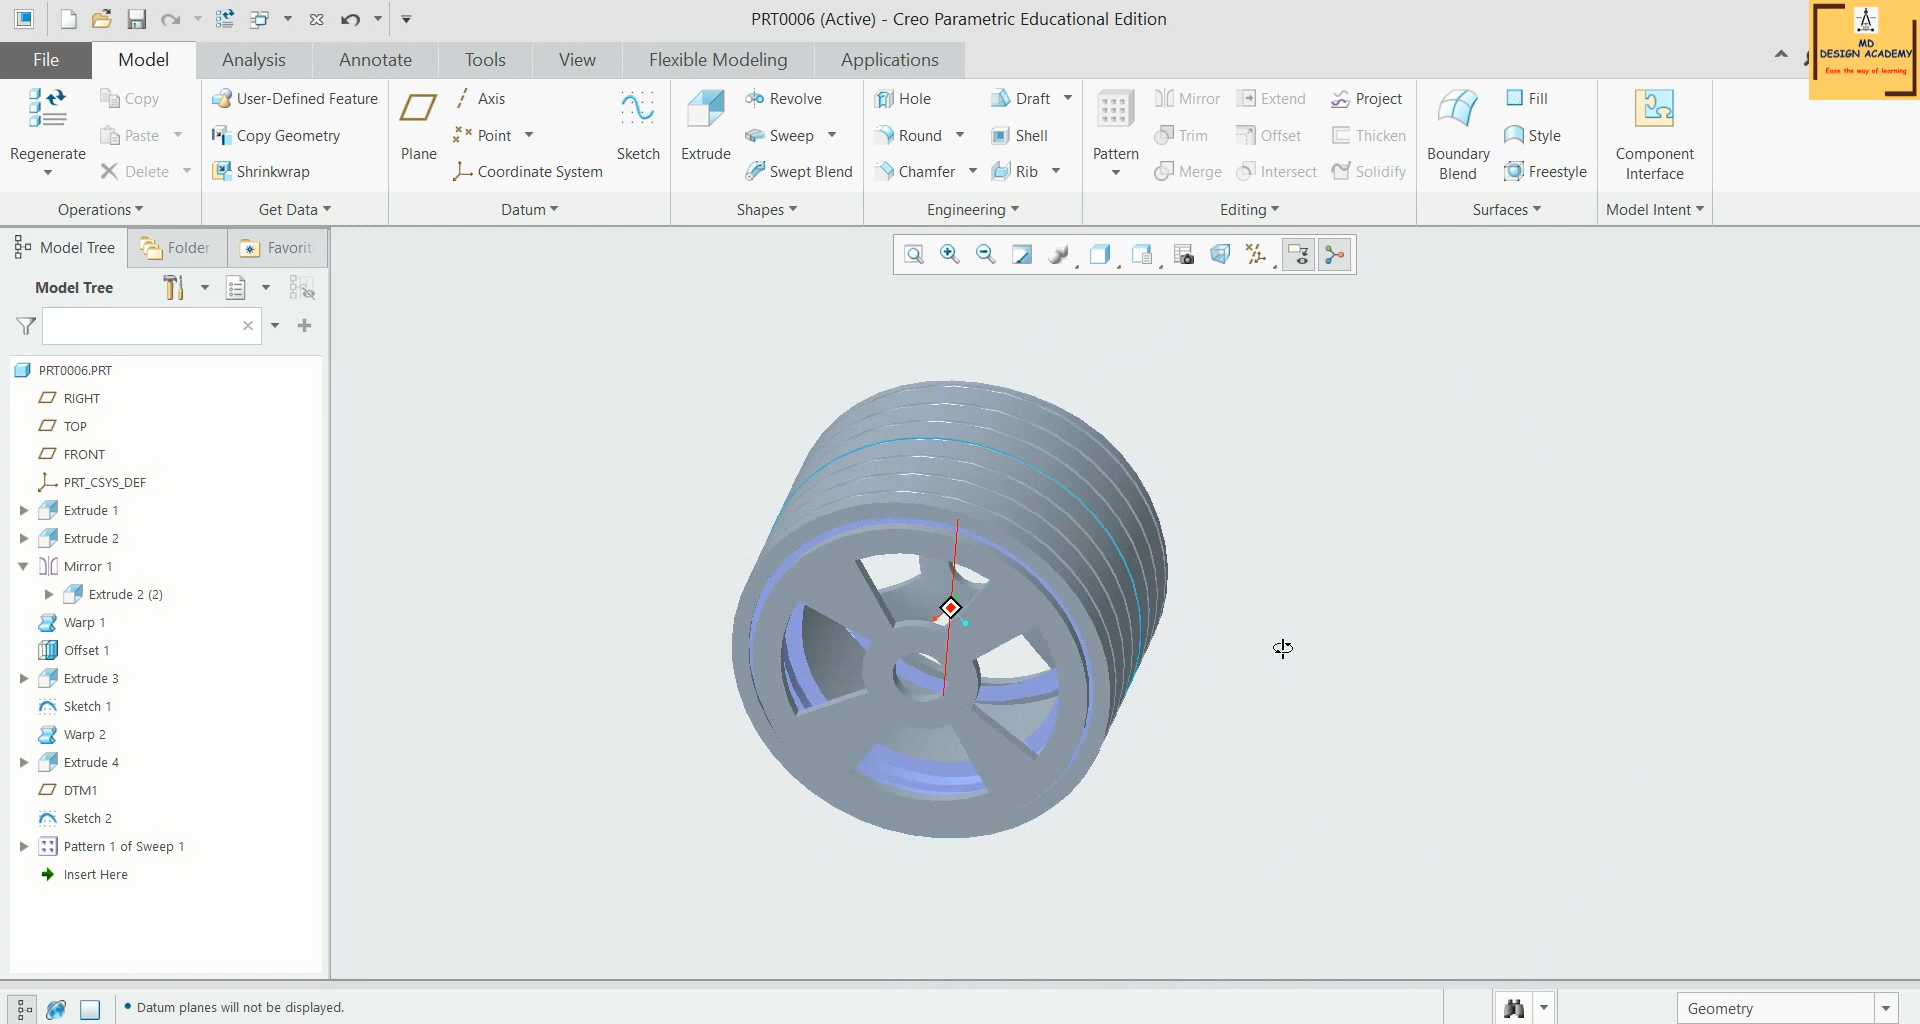 PRT0006 (Active) - Creo Parametric Educational Edition
MD
DESIGN ACADEMY
Ease the way of learning
File
Model
Analysis
Annotate
Tools
View
Flexible Modeling
Applications
Regenerate
Copy
Paste
Delete
Operations
User-Defined Feature
Copy Geometry
Shrinkwrap
Get Data
Plane
Axis
Point
Coordinate System
Sketch
Datum
Extrude
Revolve
Sweep
Swept Blend
Shapes
Hole
Round
Chamfer
Draft
Shell
Rib
Engineering
Pattern
Mirror
Trim
Merge
Extend
Offset
Intersect
Project
Thicken
Solidify
Editing
Boundary
Blend
Fill
Style
Freestyle
Surfaces
Component
Interface
Model Intent
Model Tree
Folder
Favorit
Model Tree
PRT0006.PRT
RIGHT
TOP
FRONT
PRT_CSYS_DEF
Extrude 1
Extrude 2
Mirror 1
Extrude 2 (2)
Warp 1
Offset 1
Extrude 3
Sketch 1
Warp 2
Extrude 4
DTM1
Sketch 2
Pattern 1 of Sweep 1
Insert Here
Datum planes will not be displayed.
Geometry